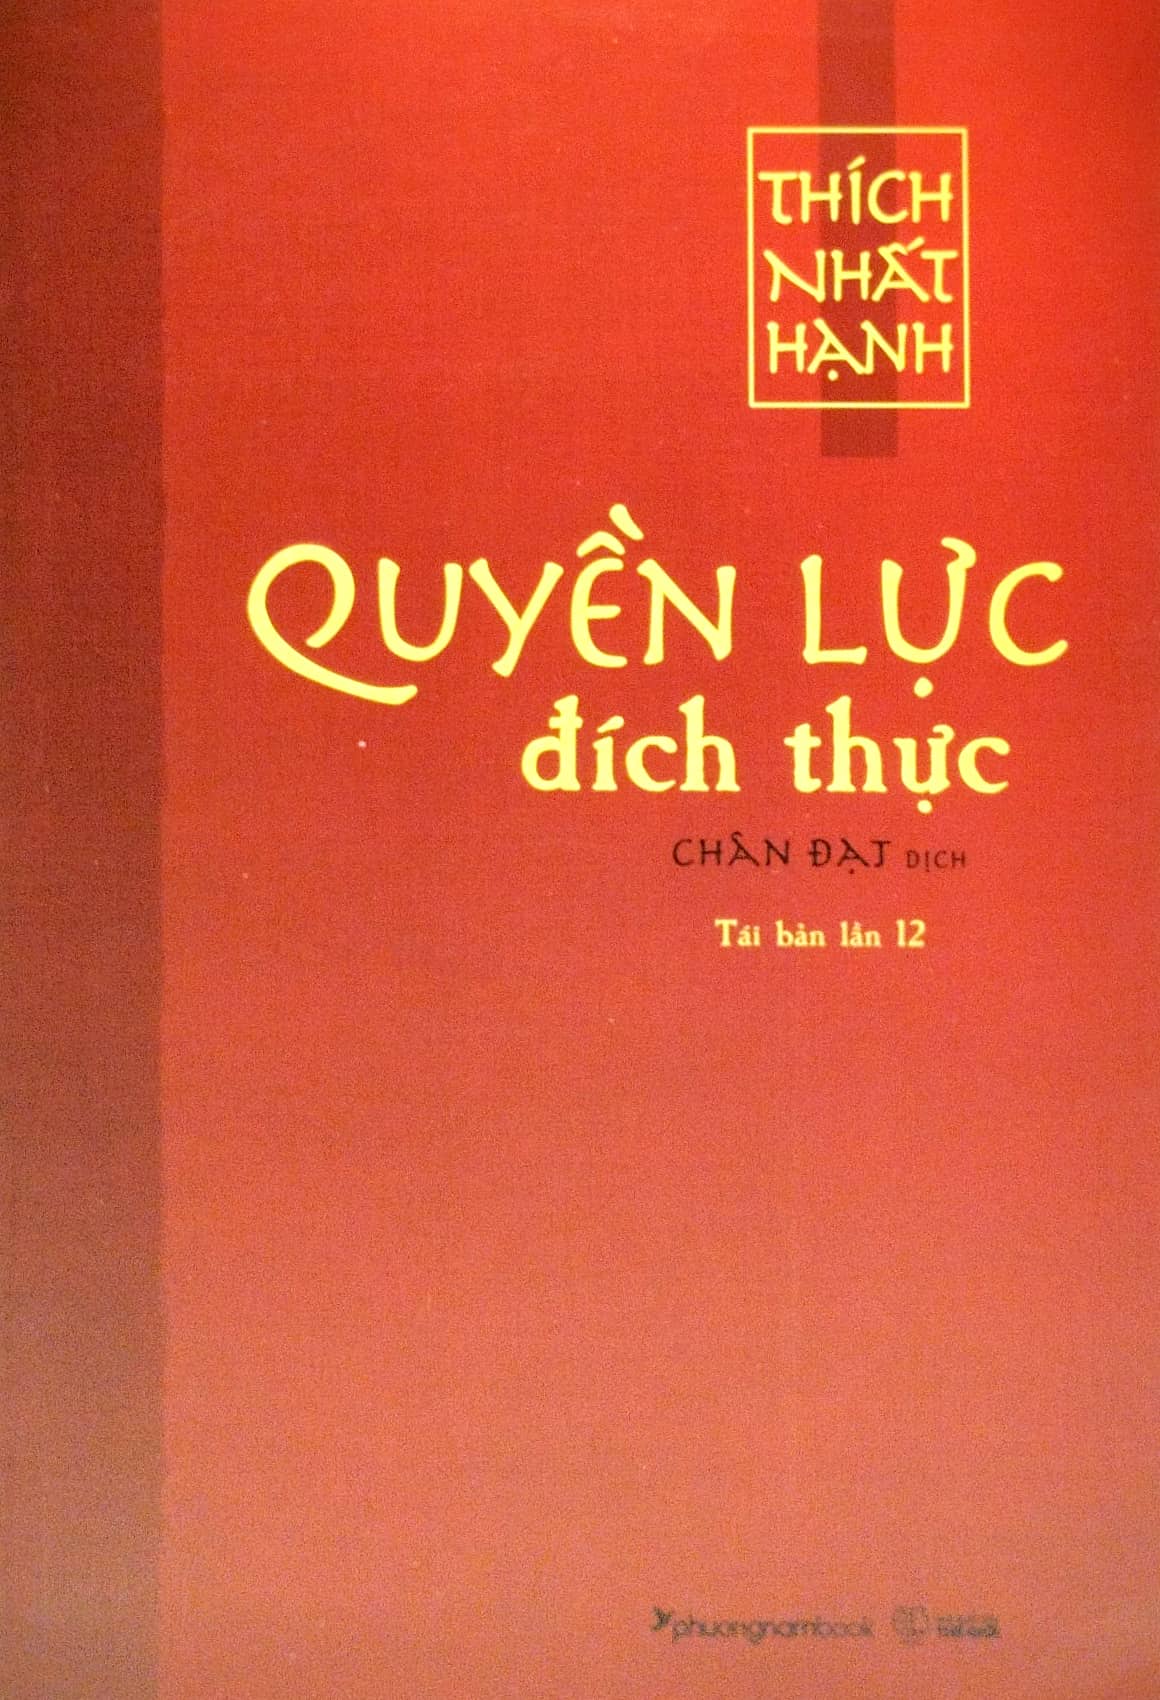 THÍCH
NHẤT
HẠNH
QUYỀN LỰC
đích thực
CHÂN ĐẠT DỊCH
Tái bản lần 12
phuongnambook